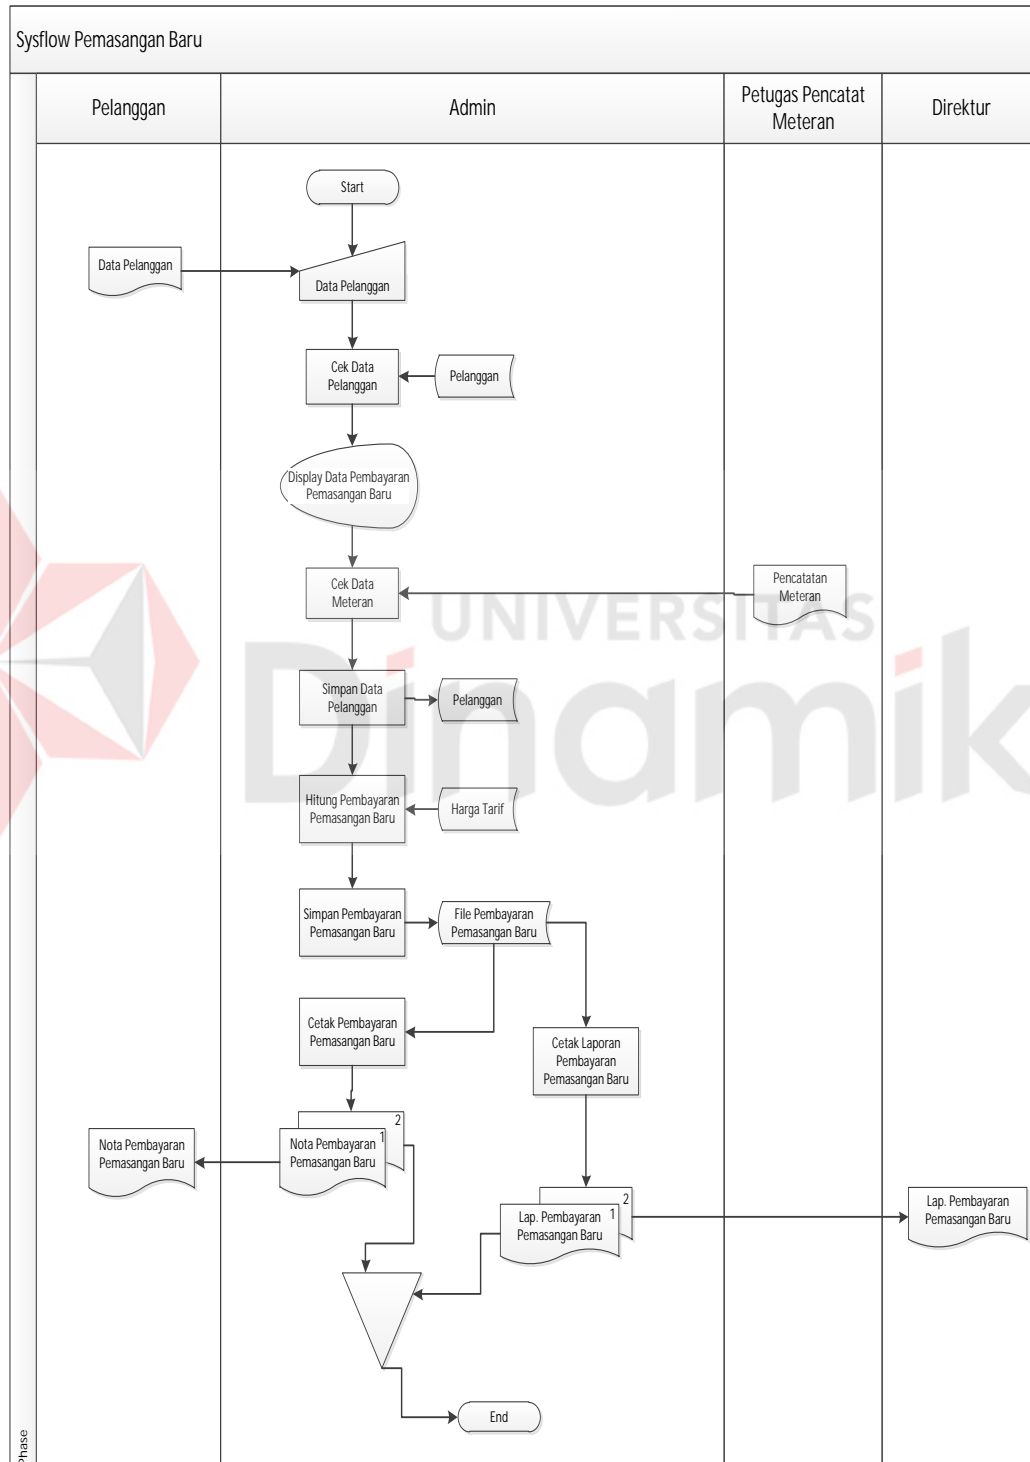 Sysflow Pemasangan Baru
Pelanggan
Admin
Petugas Pencatat
Meteran
Direktur
Start
Data Pelanggan
Data Pelanggan
Cek Data
Pelanggan
Pelanggan
Display Data Pembayaran
Pemasangan Baru
Cek Data
Meteran
Pencatatan
Meteran
UNIVERSITAS
Dinamika
Simpan Data
Pelanggan
Pelanggan
Hitung Pembayaran
Pemasangan Baru
Harga Tarif
Simpan Pembayaran
Pemasangan Baru
File Pembayaran
Pemasangan Baru
Cetak Pembayaran
Pemasangan Baru
Cetak Laporan
Pembayaran
Pemasangan Baru
2
1
Nota Pembayaran
Pemasangan Baru
Nota Pembayaran
Pemasangan Baru
2
1
Lap. Pembayaran
Pemasangan Baru
Lap. Pembayaran
Pemasangan Baru
End
Phase